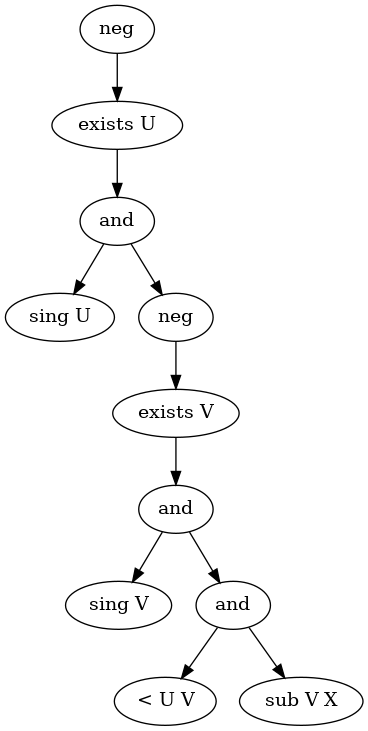 neg
exists U
and
sing U
neg
exists V
and
sing V
and
< U V
sub V X